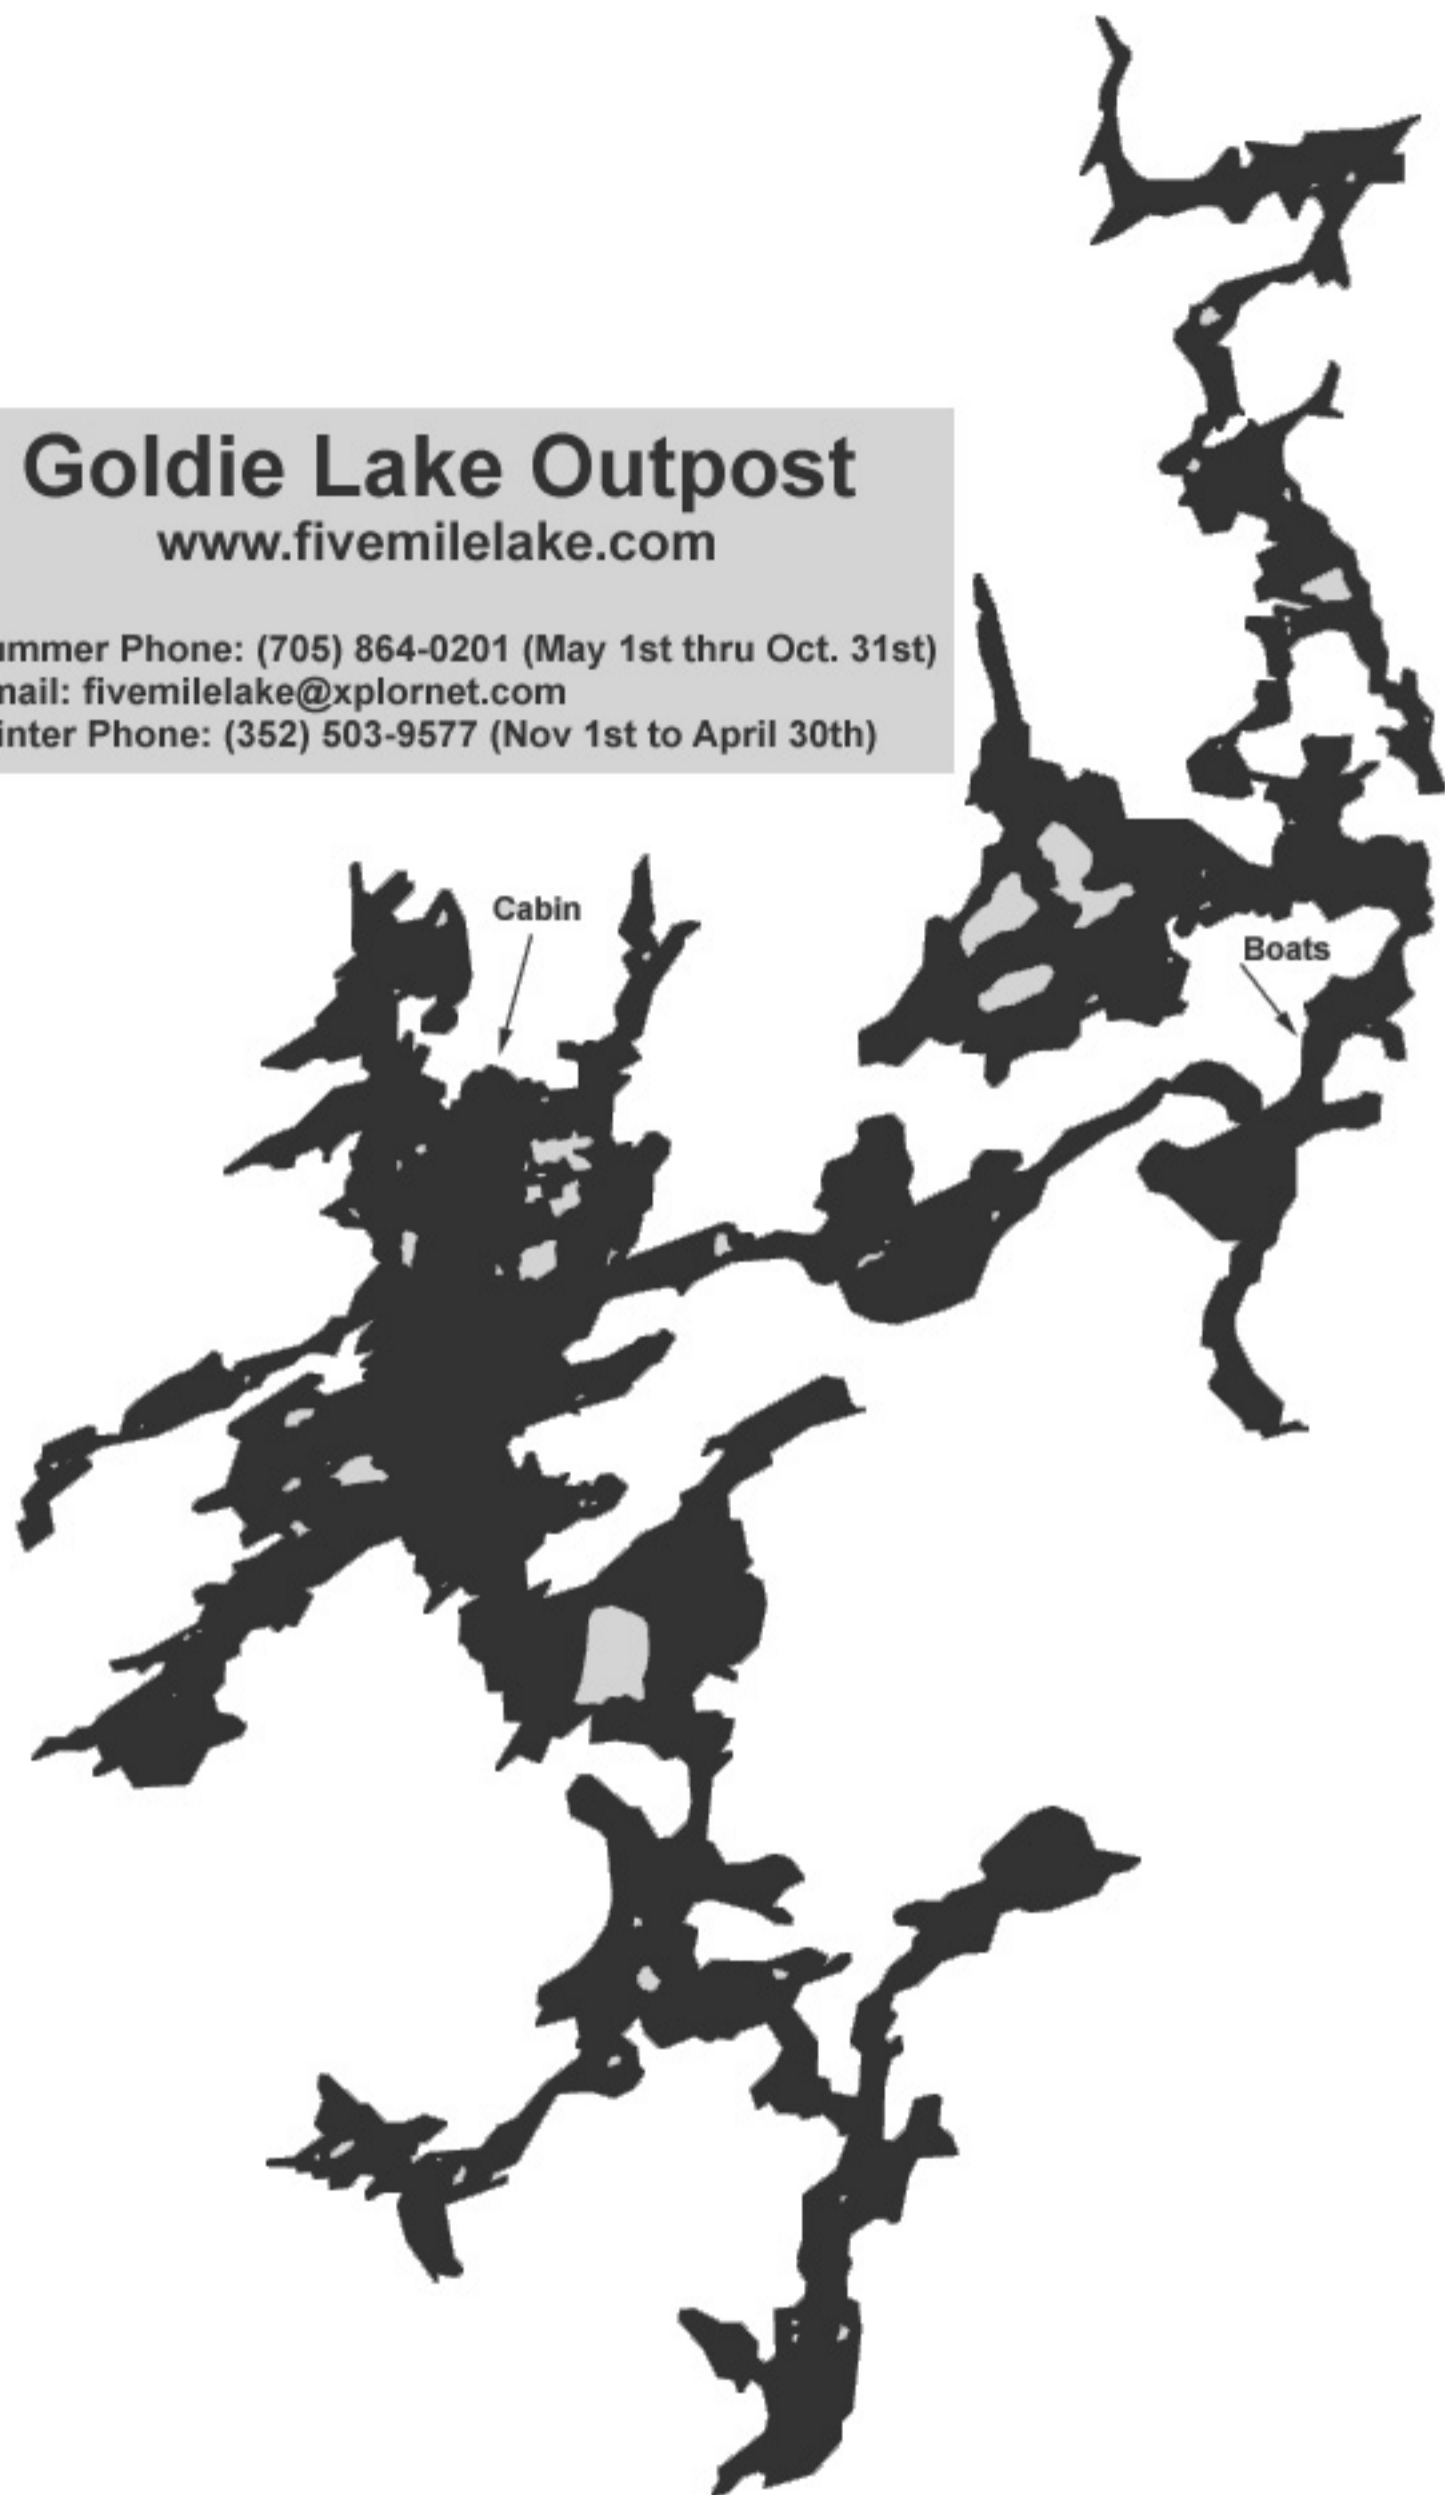 Goldie Lake Outpost
www.fivemilelake.com
ummer Phone: (705) 864-0201 (May 1st thru Oct. 31st)
nail: fivemilelake@xplornet.com
inter Phone: (352) 503-9577 (Nov 1st to April 30th)
Cabin
Boats